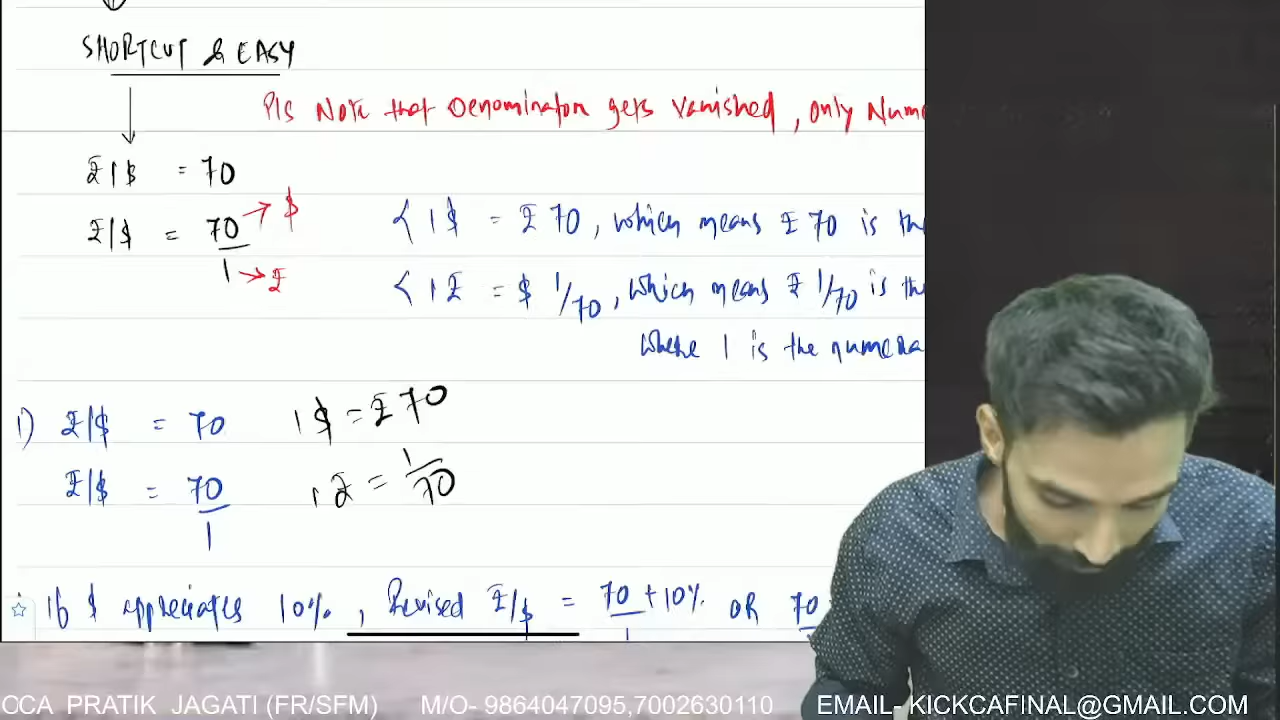 SHORTCUT & EASY
Pls Note that Denominator gets vanished, only Nume
₹/$ = 70
₹/$ = 70/1 → $ → ₹
< 1 $ = ₹ 70, which means ₹ 70 is the
< 1 ₹ = $ 1/70, which means ₹ 1/70 is the
where 1 is the numera
1) ₹/$ = 70 1 $ = ₹ 70
₹/$ = 70/1 1 ₹ = 1/70
If $ appreciates 10%, Revised ₹/$ = 70 + 10% OR 70
OCA PRATIK JAGATI (FR/SFM) M/O- 9864047095,7002630110 EMAIL- KICKCAFINAL@GMAIL.COM